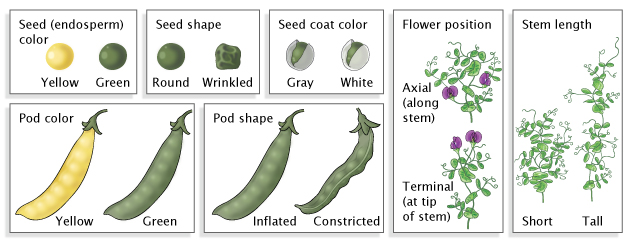 Seed (endosperm)
color
Yellow Green
Seed shape
Round Wrinkled
Seed coat color
Gray White
Pod color
Yellow Green
Pod shape
Inflated Constricted
Flower position
Axial
(along
stem)
Terminal
(at tip
of stem)
Stem length
Short Tall